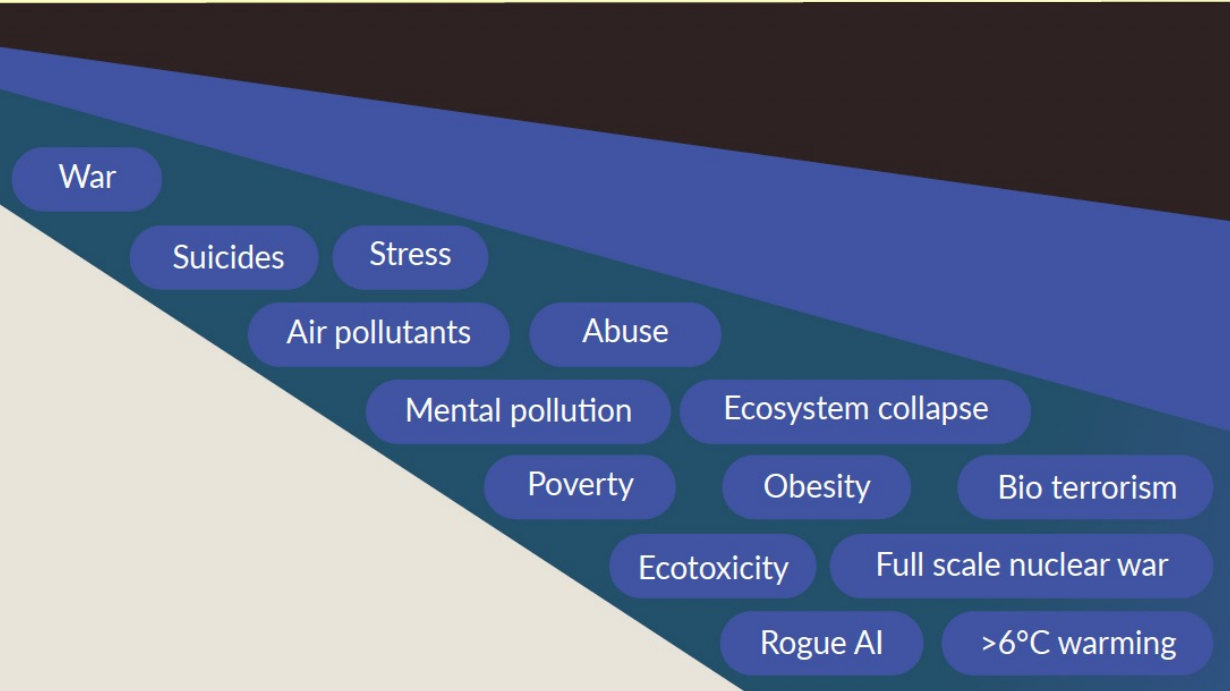 War
Suicides Stress
Air pollutants Abuse
Mental pollution Ecosystem collapse
Poverty Obesity Bio terrorism
Ecotoxicity Full scale nuclear war
Rogue AI >6°C warming